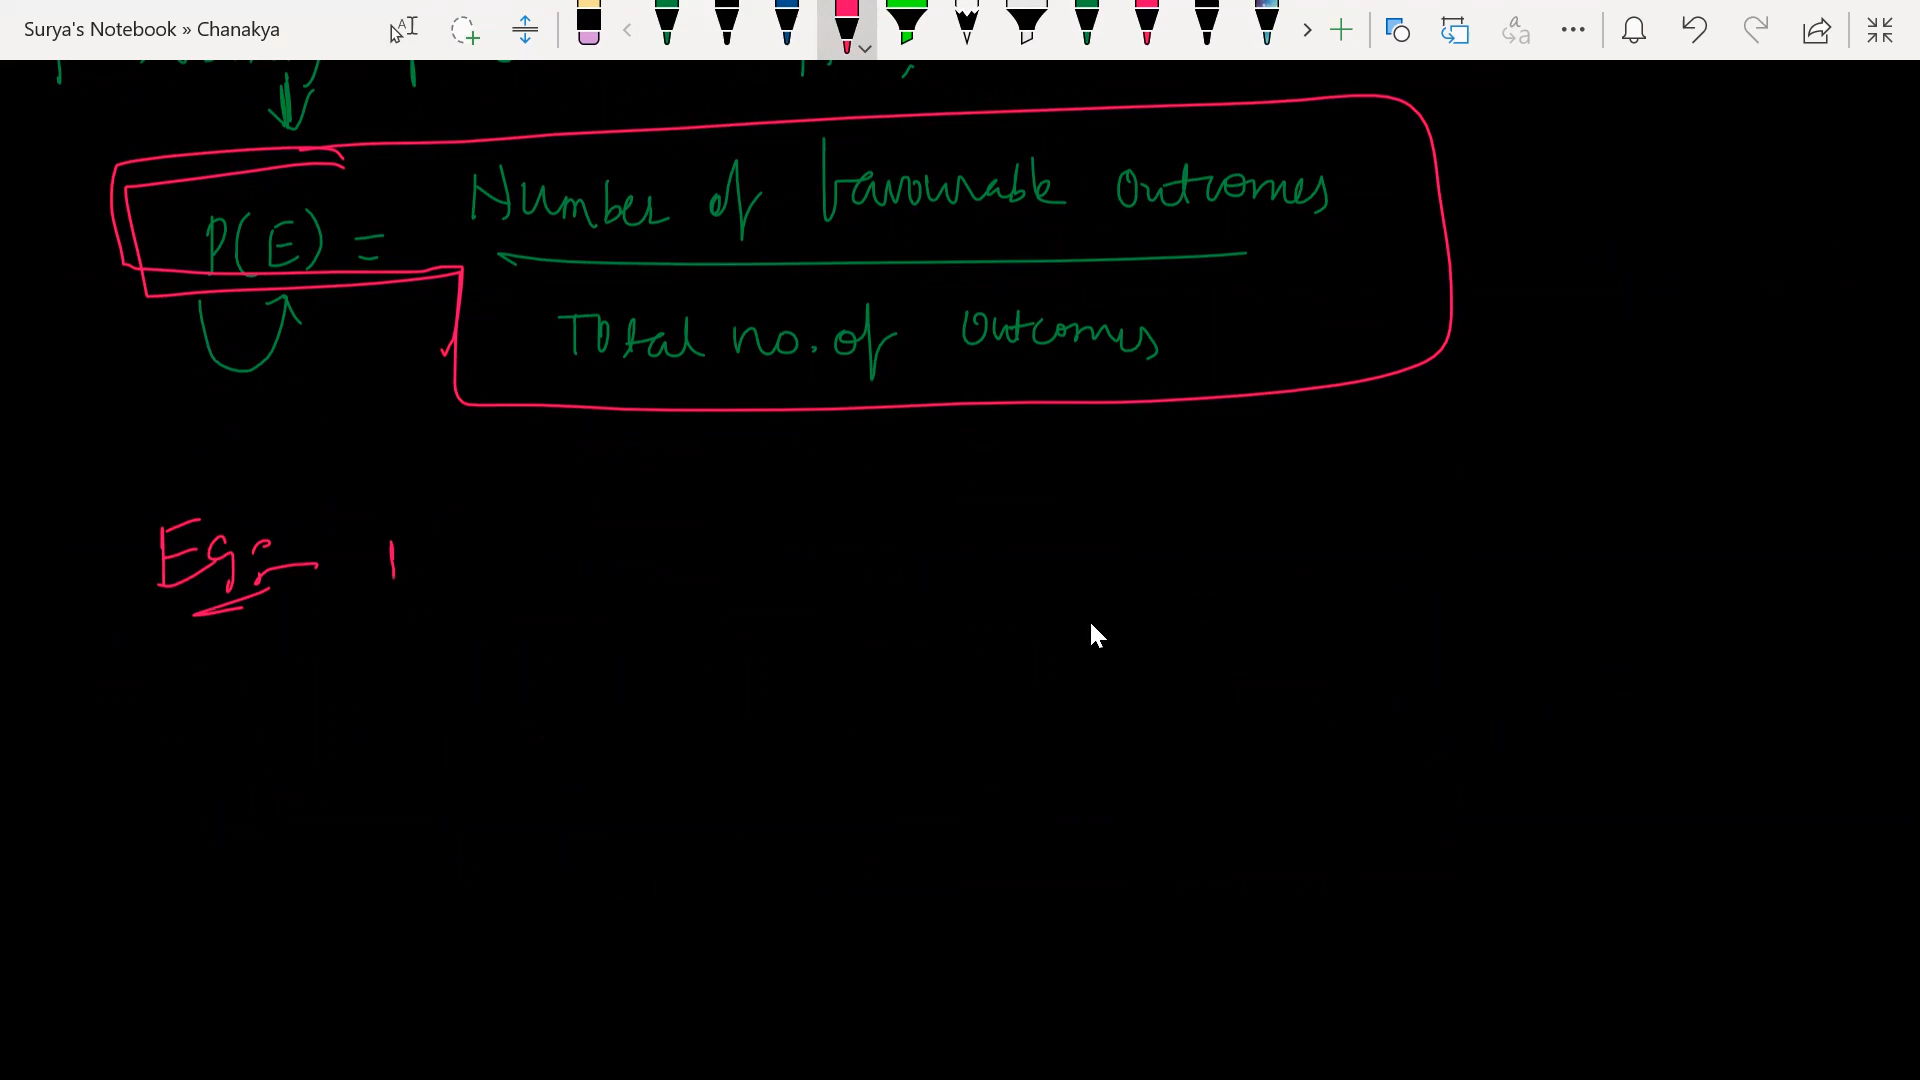 Surya's Notebook » Chanakya
Number of favourable outcomes
P(E) =
Total no. of outcomes
Eg:- 1